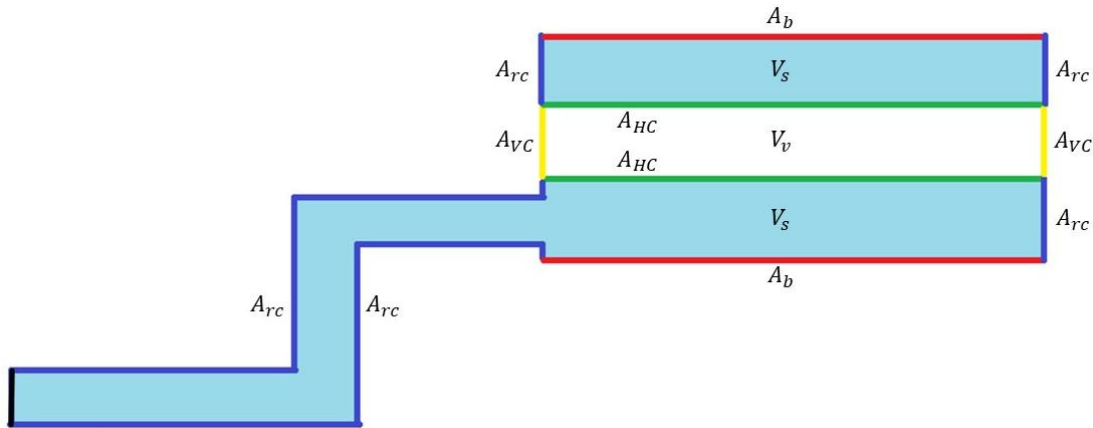 A_b
A_rc V_s A_rc
A_HC
A_VC V_v A_VC
A_HC
V_s A_rc
A_b
A_rc A_rc